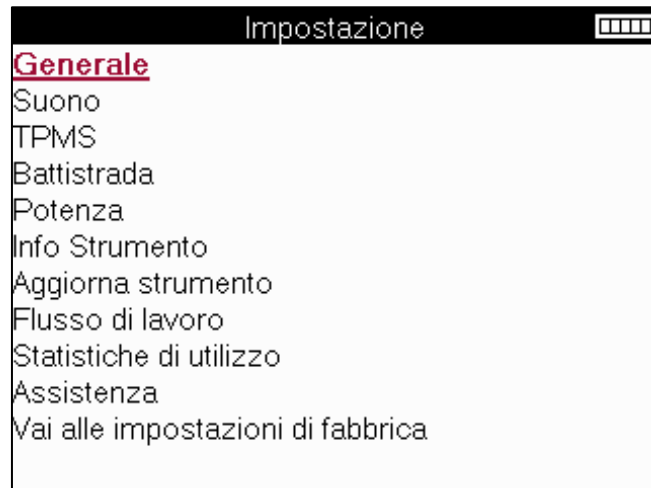 Impostazione
Generale
Suono
TPMS
Battistrada
Potenza
Info Strumento
Aggiorna strumento
Flusso di lavoro
Statistiche di utilizzo
Assistenza
Vai alle impostazioni di fabbrica